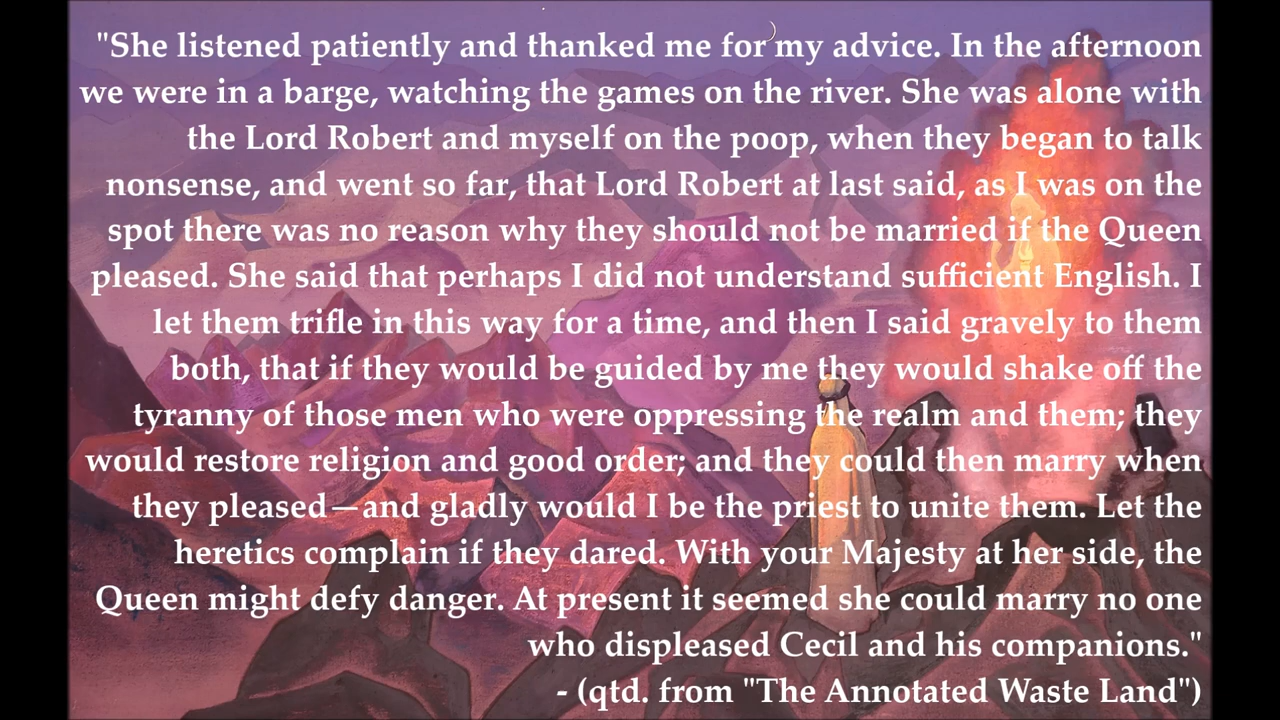 "She listened patiently and thanked me for my advice. In the afternoon
we were in a barge, watching the games on the river. She was alone with
the Lord Robert and myself on the poop, when they began to talk
nonsense, and went so far, that Lord Robert at last said, as I was on the
spot there was no reason why they should not be married if the Queen
pleased. She said that perhaps I did not understand sufficient English. I
let them trifle in this way for a time, and then I said gravely to them
both, that if they would be guided by me they would shake off the
tyranny of those men who were oppressing the realm and them; they
would restore religion and good order; and they could then marry when
they pleased—and gladly would I be the priest to unite them. Let the
heretics complain if they dared. With your Majesty at her side, the
Queen might defy danger. At present it seemed she could marry no one
who displeased Cecil and his companions."
- (qtd. from "The Annotated Waste Land")